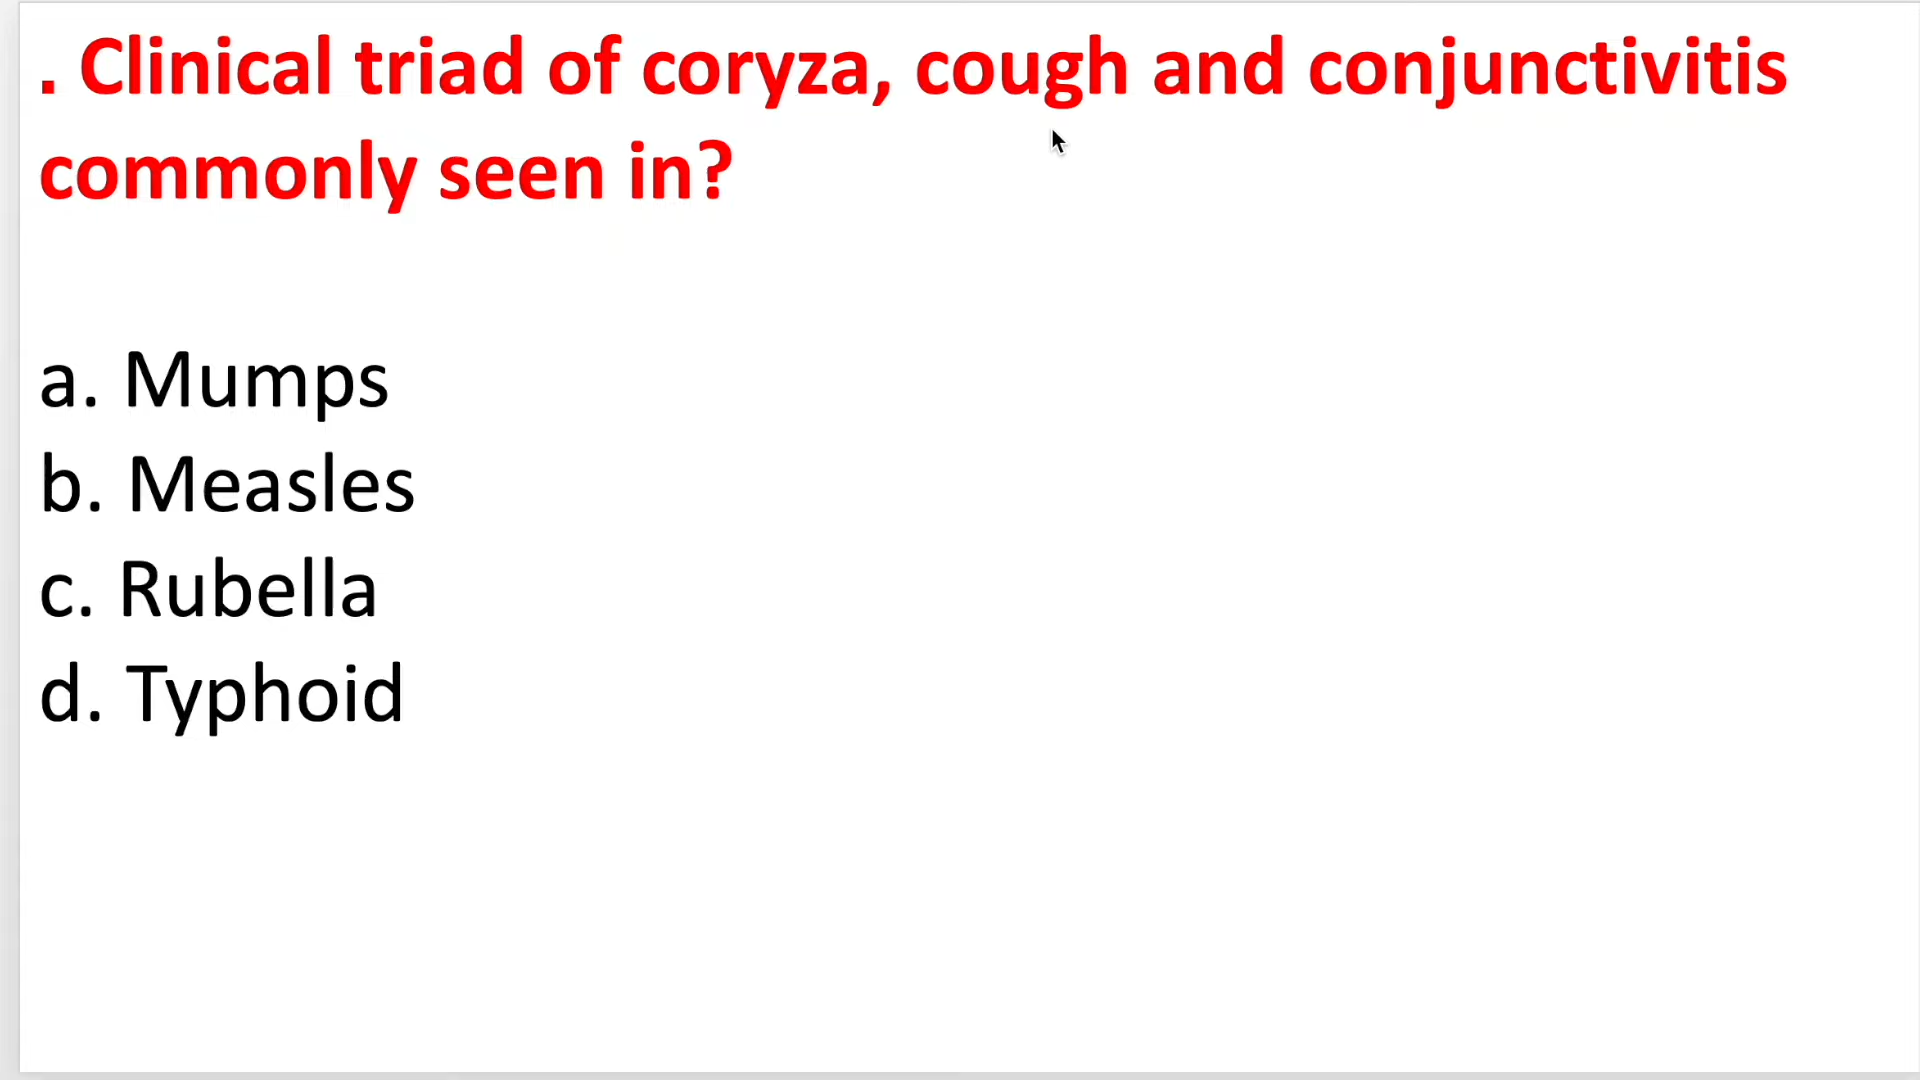 . Clinical triad of coryza, cough and conjunctivitis
commonly seen in?
a. Mumps
b. Measles
c. Rubella
d. Typhoid